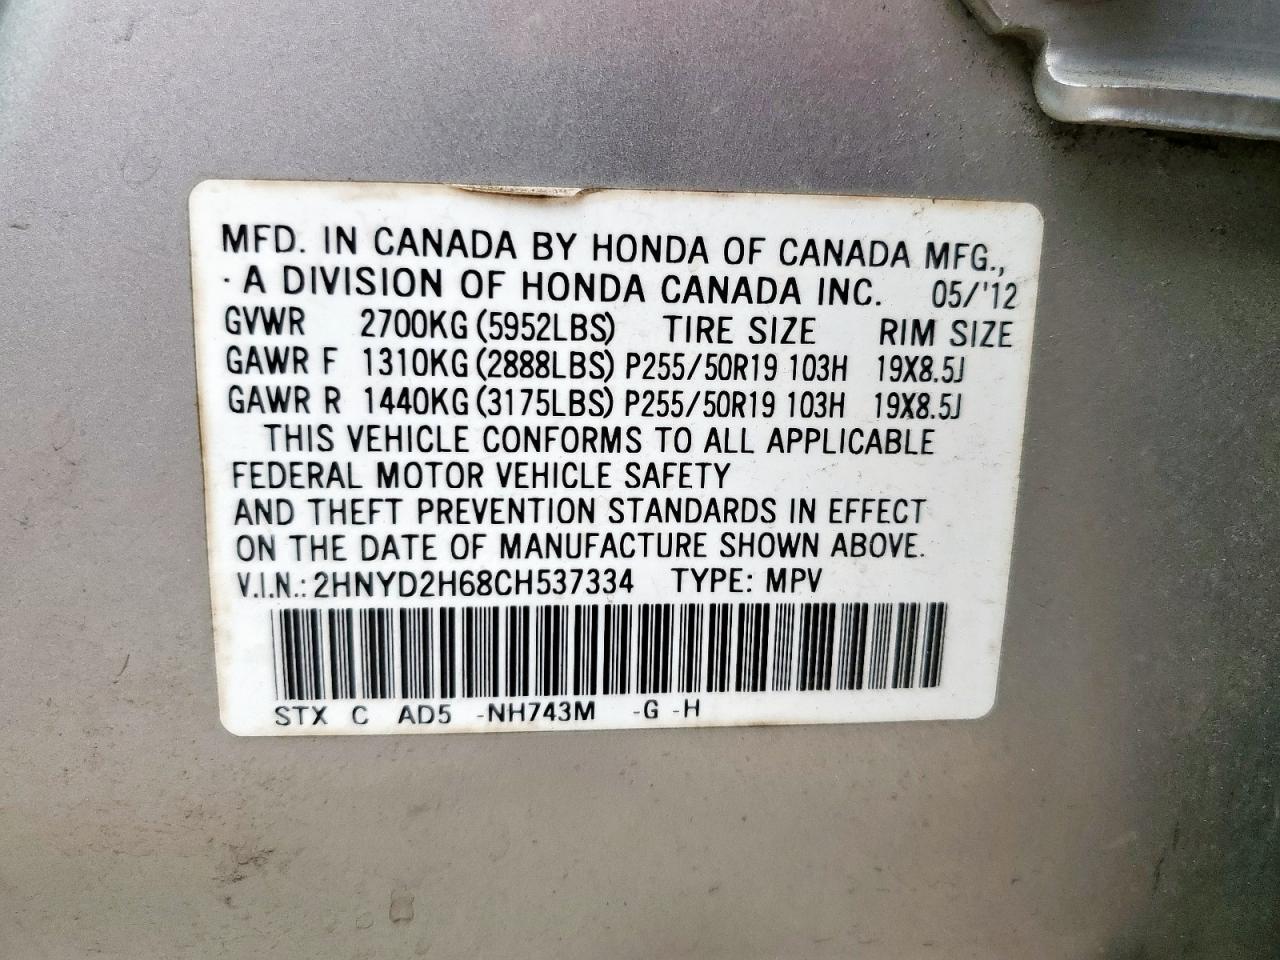 MFD. IN CANADA BY HONDA OF CANADA MFG.,
A DIVISION OF HONDA CANADA INC. 05/'12
GVWR 2700KG (5952LBS) TIRE SIZE RIM SIZE
GAWR F 1310KG (2888LBS) P255/50R19 103H 19X8.5J
GAWR R 1440KG (3175LBS) P255/50R19 103H 19X8.5J
THIS VEHICLE CONFORMS TO ALL APPLICABLE
FEDERAL MOTOR VEHICLE SAFETY
AND THEFT PREVENTION STANDARDS IN EFFECT
ON THE DATE OF MANUFACTURE SHOWN ABOVE.
V.I.N.: 2HNYD2H68CH537334 TYPE: MPV
STX C AD5 -NH743M -G -H